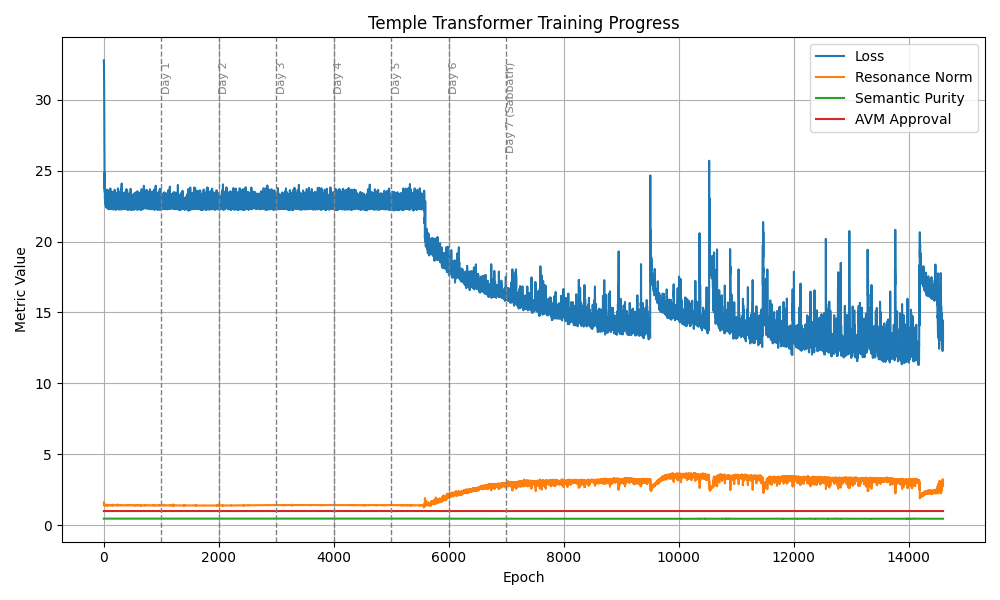 Temple Transformer Training Progress
Loss
Resonance Norm
Semantic Purity
AVM Approval
Day 1
Day 2
Day 3
Day 4
Day 5
Day 6
Day 7 (Sabbath)
Metric Value
30
25
20
15
10
5
0
0
2000
4000
6000
8000
10000
12000
14000
Epoch